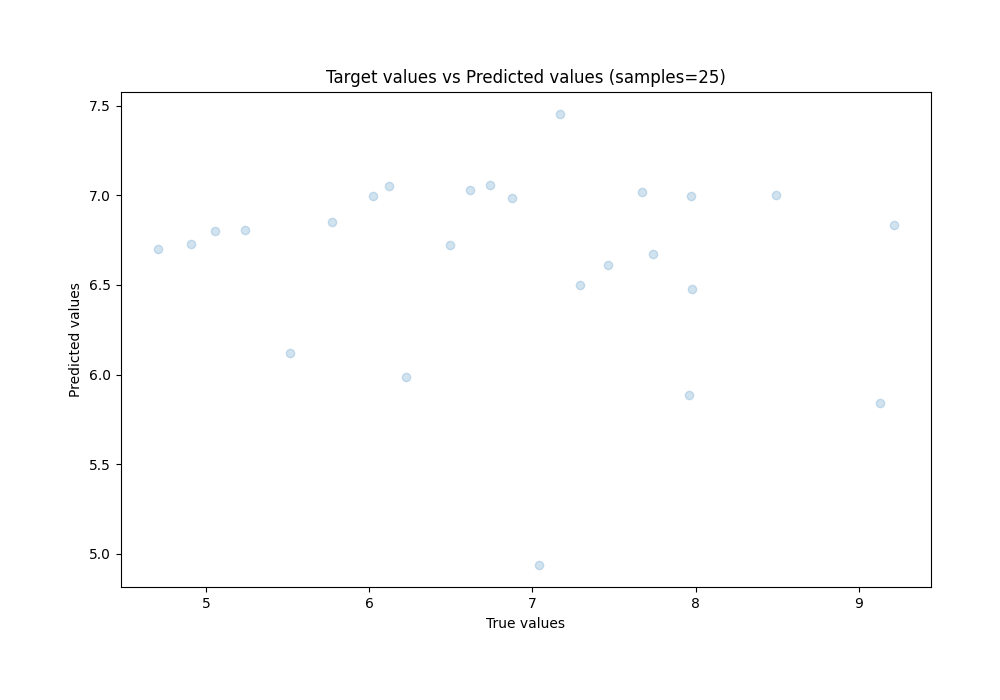 Target values vs Predicted values (samples=25)
7.5
7.0
6.5
6.0
5.5
5.0
Predicted values
5 6 7 8 9
True values